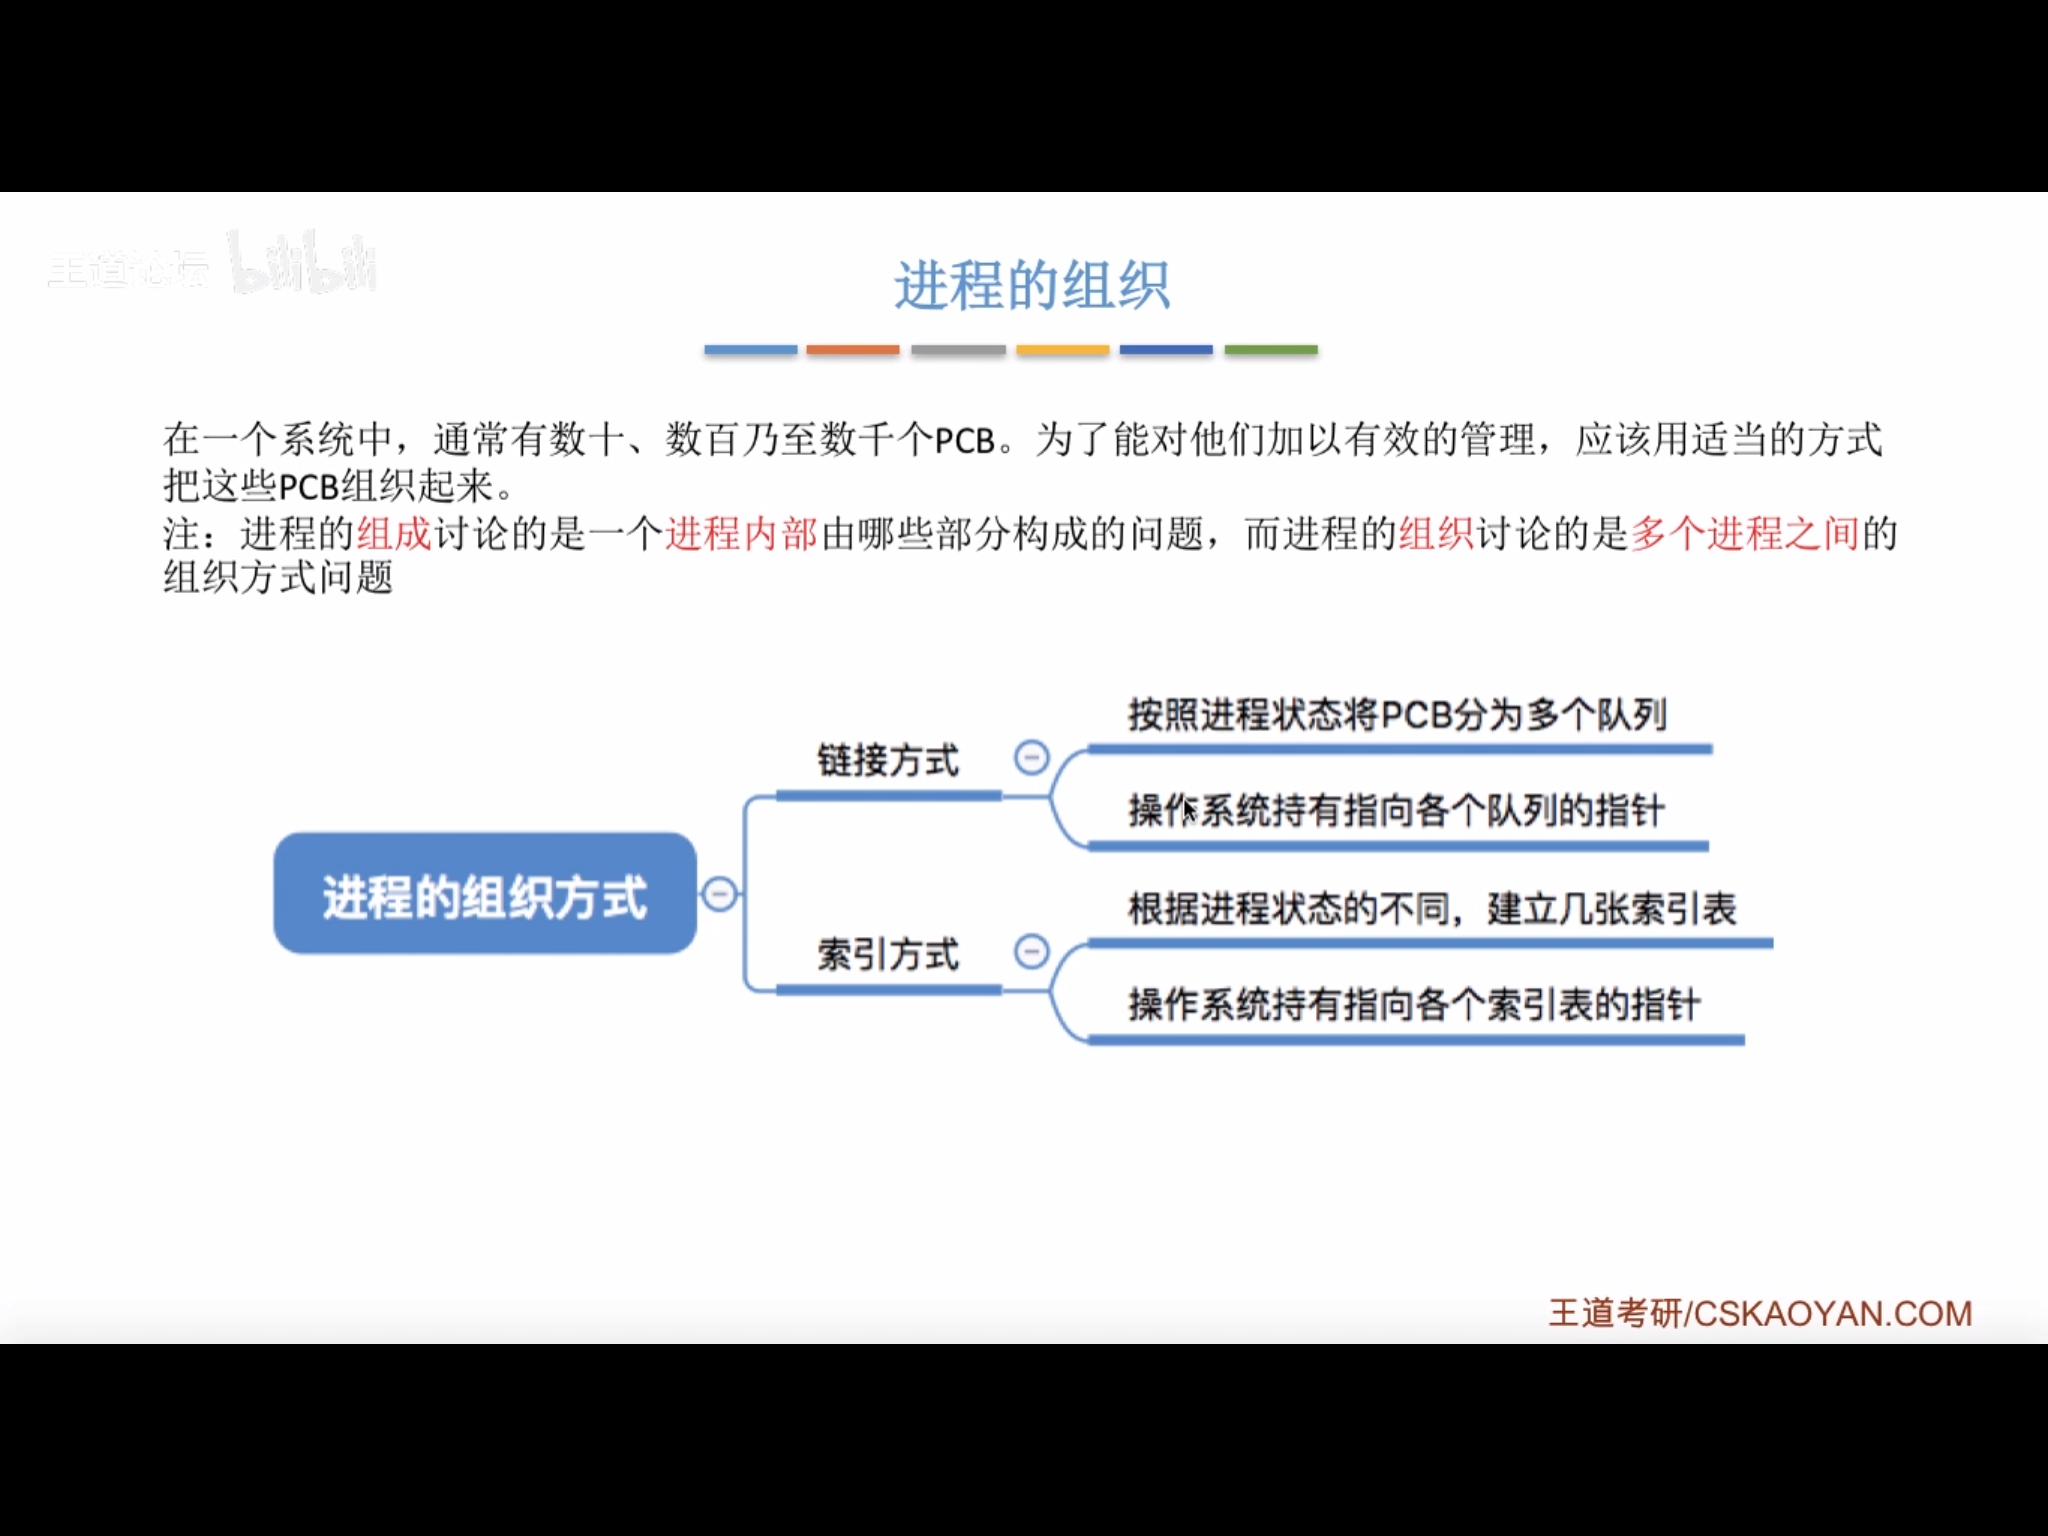 王道论坛 bilibili
进程的组织
在一个系统中，通常有数十、数百乃至数千个PCB。为了能对他们加以有效的管理，应该用适当的方式
把这些PCB组织起来。
注：进程的组成讨论的是一个进程内部由哪些部分构成的问题，而进程的组织讨论的是多个进程之间的
组织方式问题
进程的组织方式
链接方式
按照进程状态将PCB分为多个队列
操作系统持有指向各个队列的指针
索引方式
根据进程状态的不同，建立几张索引表
操作系统持有指向各个索引表的指针
王道考研/CSKAOYAN.COM